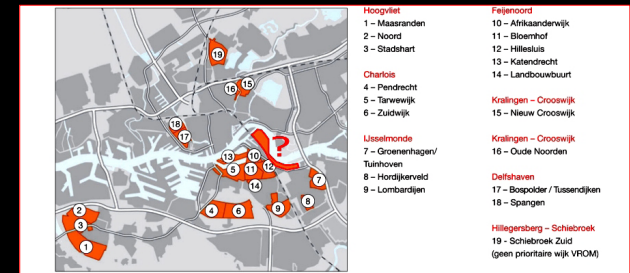 19
16
15
18
17
?
13
10
5
11
12
14
7
8
4
6
9
2
3
1
Hoogvliet
1 – Maasranden
2 – Noord
3 – Stadshart
Charlois
4 – Pendrecht
5 – Tarwewijk
6 – Zuidwijk
IJsselmonde
7 – Groenenhagen/
Tuinhoven
8 – Hordijkerveld
9 – Lombardijen
Feijenoord
10 – Afrikaanderwijk
11 – Bloemhof
12 – Hillesluis
13 – Katendrecht
14 – Landbouwbuurt
Kralingen – Crooswijk
15 – Nieuw Crooswijk
Kralingen – Crooswijk
16 – Oude Noorden
Delfshaven
17 – Bospolder / Tussendijken
18 – Spangen
Hillegersberg – Schiebroek
19 - Schiebroek Zuid
(geen prioritaire wijk VROM)